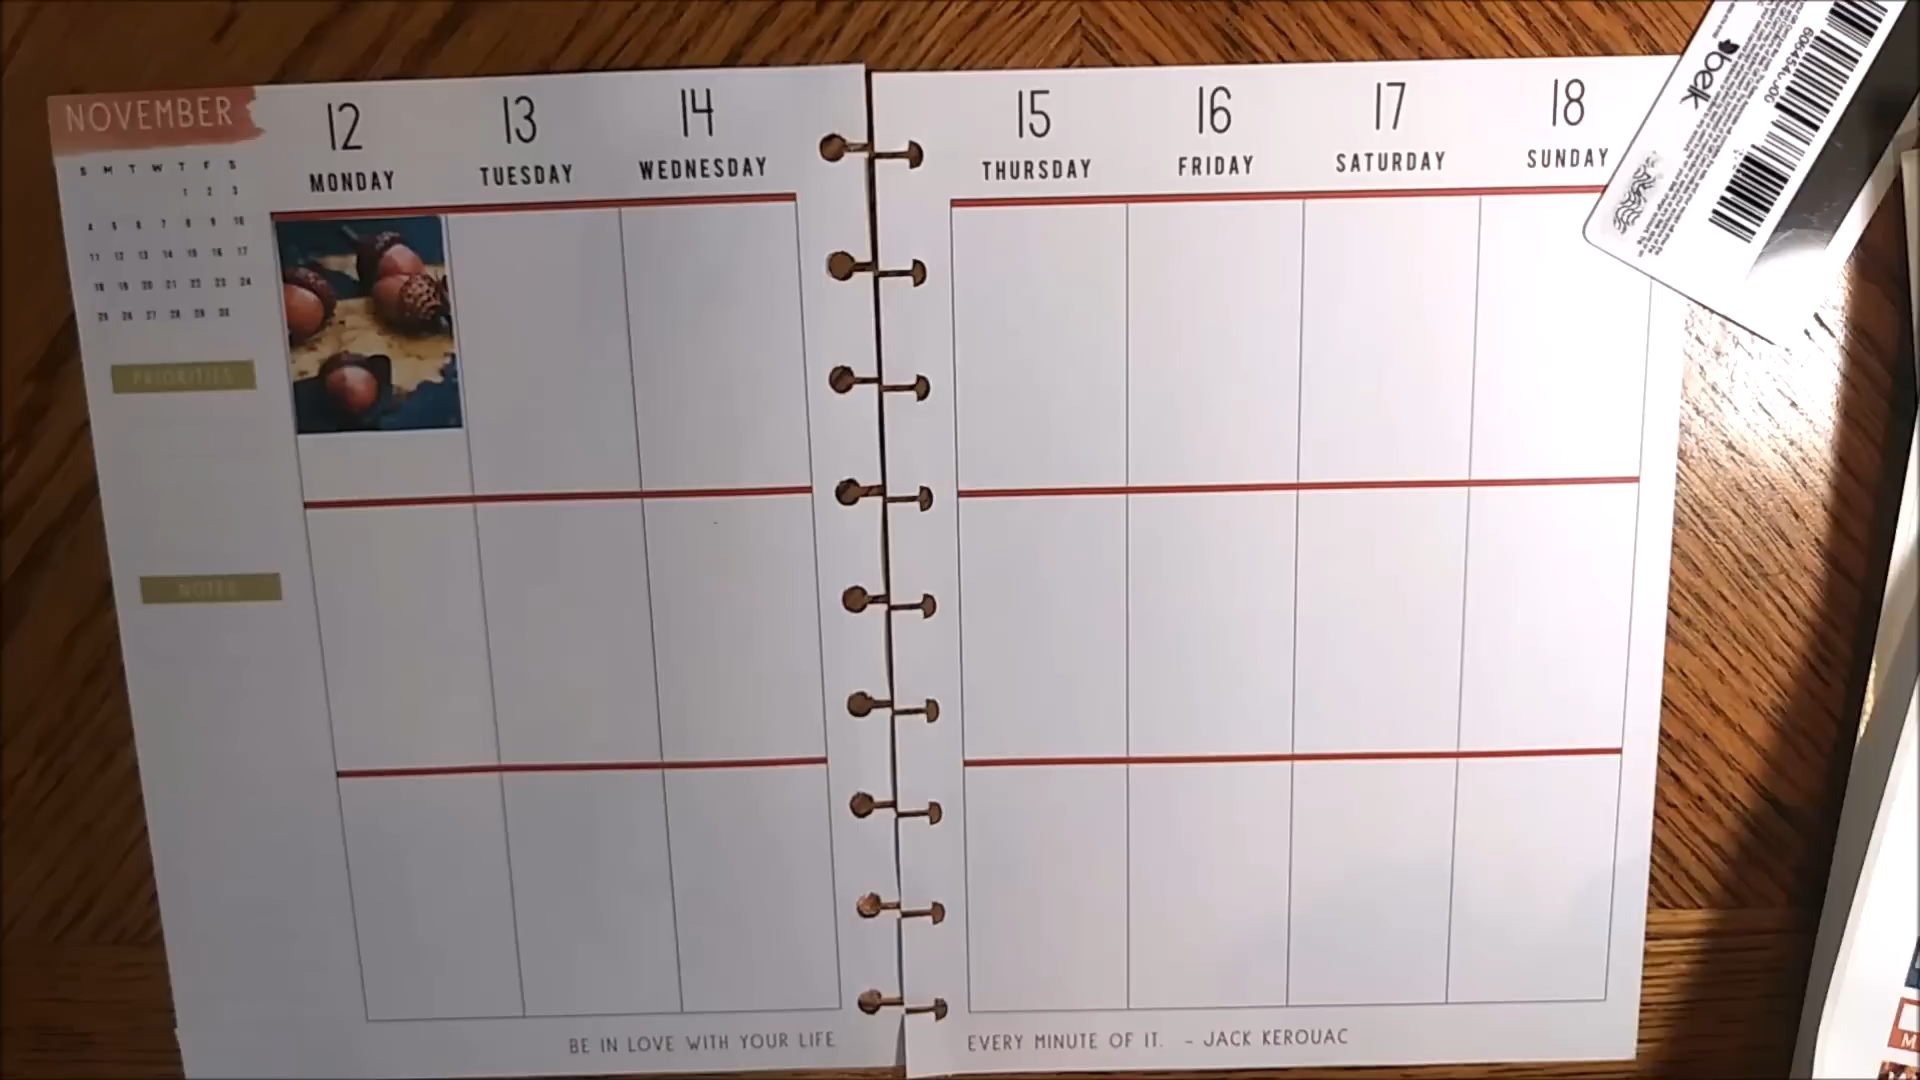 NOVEMBER
S M T W T F S
1 2 3
4 5 6 7 8 9 10
11 12 13 14 15 16 17
18 19 20 21 22 23 24
25 26 27 28 29 30
PRIORITIES
NOTES
12
MONDAY
13
TUESDAY
14
WEDNESDAY
15
THURSDAY
16
FRIDAY
17
SATURDAY
18
SUNDAY
belk
BE IN LOVE WITH YOUR LIFE
EVERY MINUTE OF IT. - JACK KEROUAC